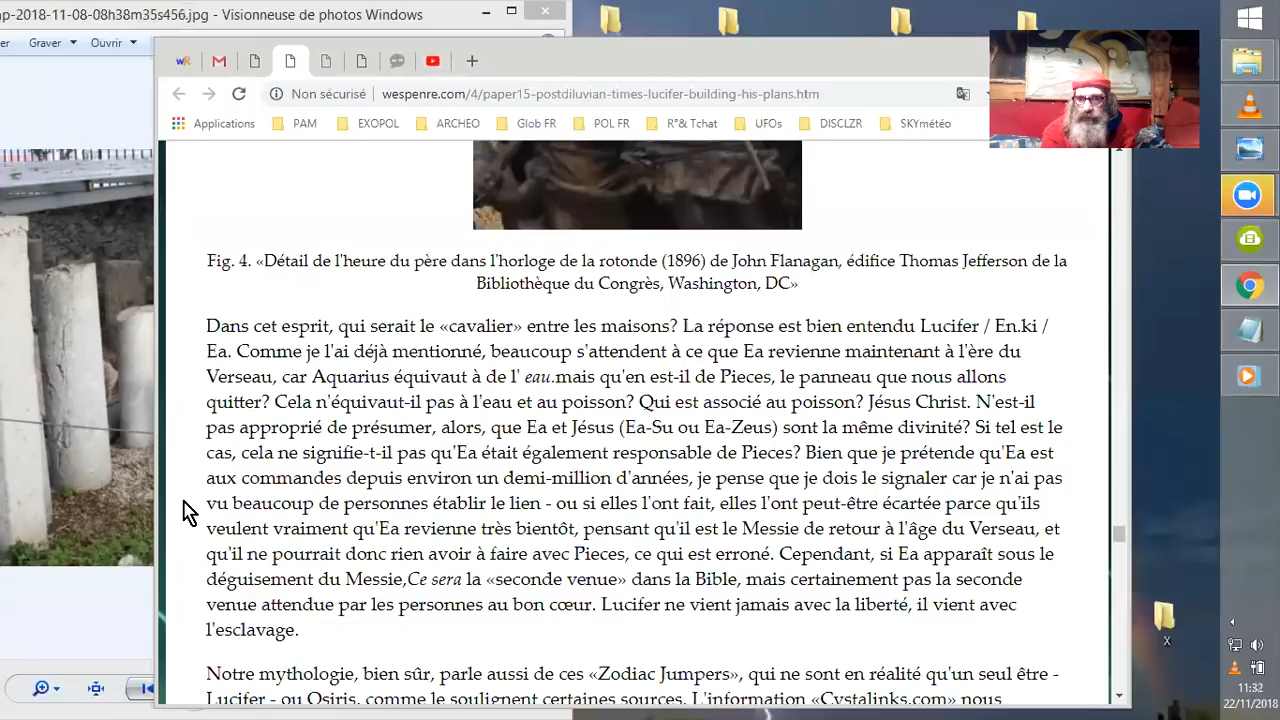 ap-2018-11-08-08h38m35s456.jpg - Visionneuse de photos Windows
Graver
Ouvrir
Non sécurisé
wespenre.com/4/paper15-postdiluvian-times-lucifer-building-his-plans.htm
Applications
PAM
EXOPOL
ARCHEO
Glob FR
POL FR
R°& Tchat
UFOs
DISCLZR
SKYmétéo
Fig. 4. «Détail de l'heure du père dans l'horloge de la rotonde (1896) de John Flanagan, édifice Thomas Jefferson de la
Bibliothèque du Congrès, Washington, DC»
Dans cet esprit, qui serait le «cavalier» entre les maisons? La réponse est bien entendu Lucifer / En.ki /
Ea. Comme je l'ai déjà mentionné, beaucoup s'attendent à ce que Ea revienne maintenant à l'ère du
Verseau, car Aquarius équivaut à de l' eau.mais qu'en est-il de Pieces, le panneau que nous allons
quitter? Cela n'équivaut-il pas à l'eau et au poisson? Qui est associé au poisson? Jésus Christ. N'est-il
pas approprié de présumer, alors, que Ea et Jésus (Ea-Su ou Ea-Zeus) sont la même divinité? Si tel est le
cas, cela ne signifie-t-il pas qu'Ea était également responsable de Pieces? Bien que je prétende qu'Ea est
aux commandes depuis environ un demi-million d'années, je pense que je dois le signaler car je n'ai pas
vu beaucoup de personnes établir le lien - ou si elles l'ont fait, elles l'ont peut-être écartée parce qu'ils
veulent vraiment qu'Ea revienne très bientôt, pensant qu'il est le Messie de retour à l'âge du Verseau, et
qu'il ne pourrait donc rien avoir à faire avec Pieces, ce qui est erroné. Cependant, si Ea apparaît sous le
déguisement du Messie,Ce sera la «seconde venue» dans la Bible, mais certainement pas la seconde
venue attendue par les personnes au bon cœur. Lucifer ne vient jamais avec la liberté, il vient avec
l'esclavage.
Notre mythologie, bien sûr, parle aussi de ces «Zodiac Jumpers», qui ne sont en réalité qu'un seul être -
Lucifer - ou Osiris, comme le soulignent certaines sources. L'information «Cystalinks.com» nous
X
11:32
22/11/2018